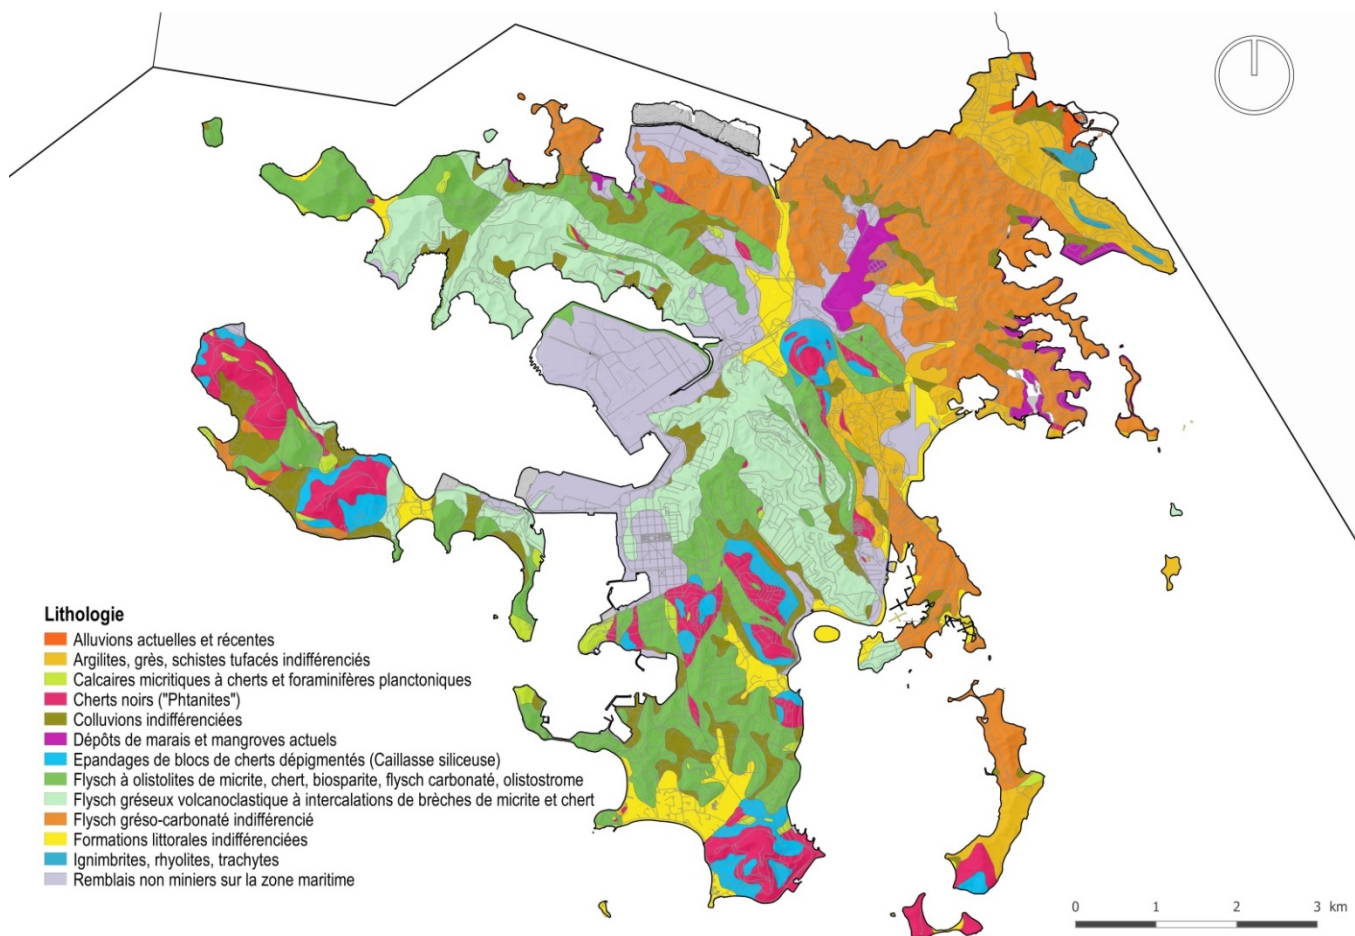 Lithologie
Alluvions actuelles et récentes
Argilites, grès, schistes tufacés indifférenciés
Calcaires micritiques à cherts et foraminifères planctoniques
Cherts noirs ("Phtanites")
Colluvions indifférenciées
Dépôts de marais et mangroves actuels
Epandages de blocs de cherts dépigmentés (Caillasse siliceuse)
Flysch à olistolites de micrite, chert, biosparite, flysch carbonaté, olistostrome
Flysch gréseux volcanoclastique à intercalations de brèches de micrite et chert
Flysch gréso-carbonaté indifférencié
Formations littorales indifférenciées
Ignimbrites, rhyolites, trachytes
Remblais non miniers sur la zone maritime
0 1 2 3 km